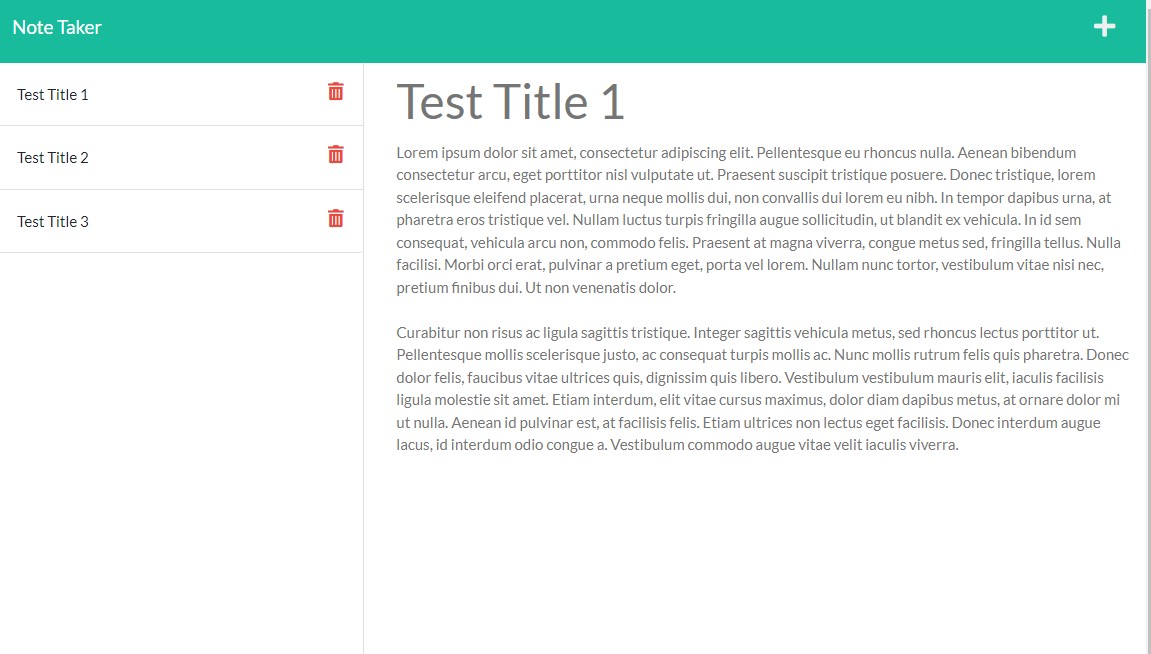 Note Taker
Test Title 1
Test Title 2
Test Title 3
Test Title 1
Lorem ipsum dolor sit amet, consectetur adipiscing elit. Pellentesque eu rhoncus nulla. Aenean bibendum
consectetur arcu, eget porttitor nisl vulputate ut. Praesent suscipit tristique posuere. Donec tristique, lorem
scelerisque eleifend placerat, urna neque mollis dui, non convallis dui lorem eu nibh. In tempor dapibus urna, at
pharetra eros tristique vel. Nullam luctus turpis fringilla augue sollicitudin, ut blandit ex vehicula. In id sem
consequat, vehicula arcu non, commodo felis. Praesent at magna viverra, congue metus sed, fringilla tellus. Nulla
facilisi. Morbi orci erat, pulvinar a pretium eget, porta vel lorem. Nullam nunc tortor, vestibulum vitae nisi nec,
pretium finibus dui. Ut non venenatis dolor.
Curabitur non risus ac ligula sagittis tristique. Integer sagittis vehicula metus, sed rhoncus lectus porttitor ut.
Pellentesque mollis scelerisque justo, ac consequat turpis mollis ac. Nunc mollis rutrum felis quis pharetra. Donec
dolor felis, faucibus vitae ultrices quis, dignissim quis libero. Vestibulum vestibulum mauris elit, iaculis facilisis
ligula molestie sit amet. Etiam interdum, elit vitae cursus maximus, dolor diam dapibus metus, at ornare dolor mi
ut nulla. Aenean id pulvinar est, at facilisis felis. Etiam ultrices non lectus eget facilisis. Donec interdum augue
lacus, id interdum odio congue a. Vestibulum commodo augue vitae velit iaculis viverra.